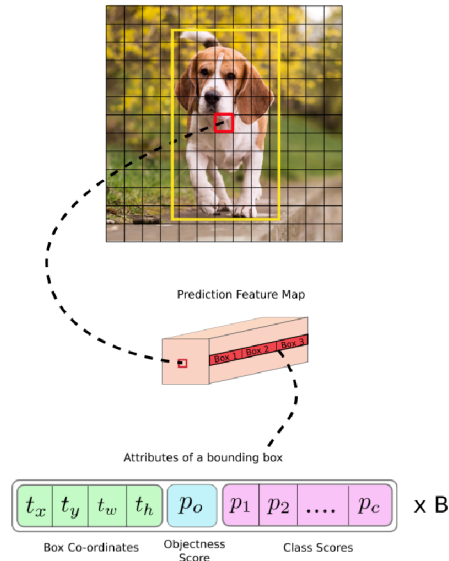 Prediction Feature Map
Box 1 Box 2 Box 3
Attributes of a bounding box
t_x t_y t_w t_h p_o p_1 p_2 .... p_c x B
Box Co-ordinates Objectness Score Class Scores